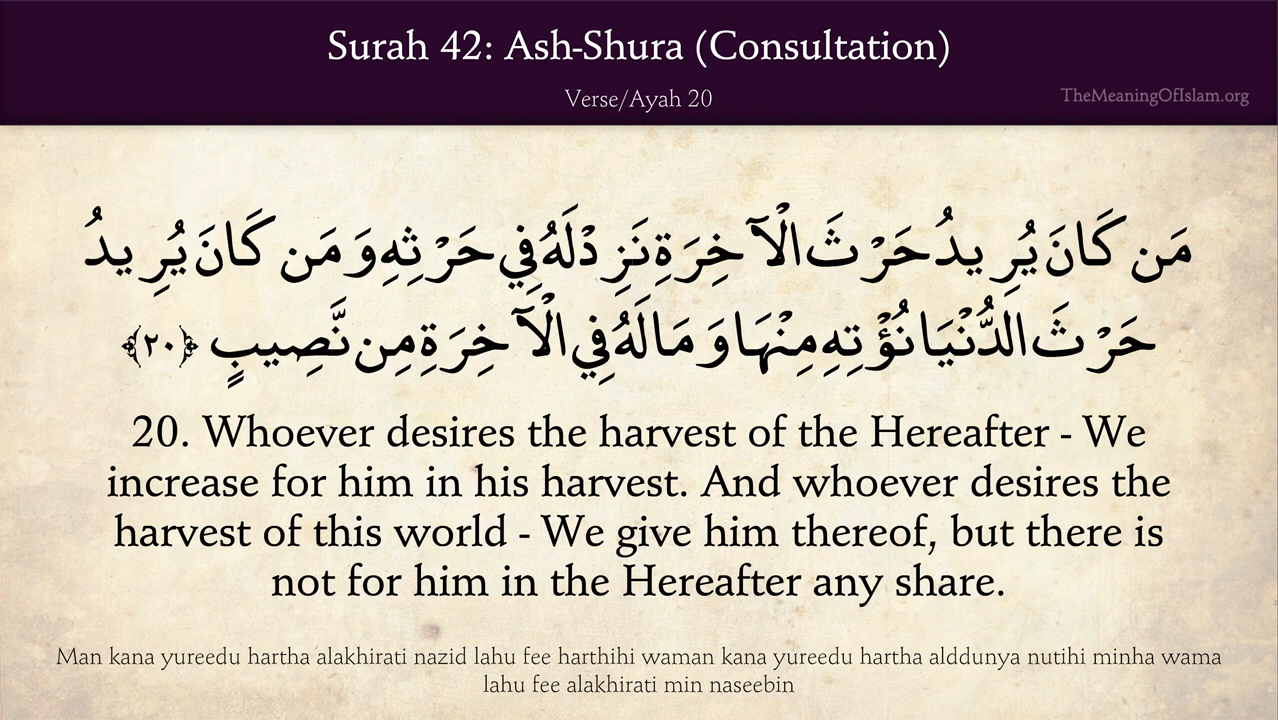 Surah 42: Ash-Shura (Consultation)
Verse/Ayah 20
TheMeaningOfIslam.org
مَن كَانَ يُرِيدُ حَرْثَ الْآخِرَةِ نَزِدْ لَهُ فِي حَرْثِهِ وَمَن كَانَ يُرِيدُ
حَرْثَ الدُّنْيَا نُؤْتِهِ مِنْهَا وَمَا لَهُ فِي الْآخِرَةِ مِن نَّصِيبٍ ﴿٢٠﴾
20. Whoever desires the harvest of the Hereafter - We
increase for him in his harvest. And whoever desires the
harvest of this world - We give him thereof, but there is
not for him in the Hereafter any share.
Man kana yureedu hartha alakhirati nazid lahu fee harthihi waman kana yureedu hartha alddunya nutihi minha wama
lahu fee alakhirati min naseebin